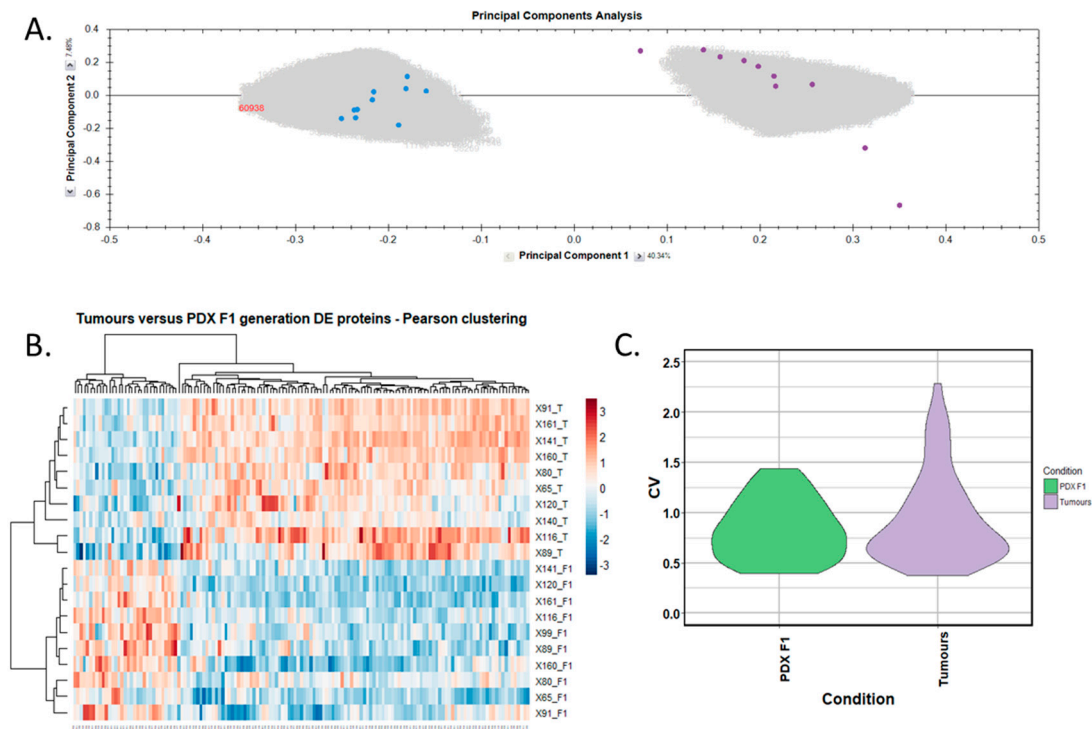 A.
Principal Components Analysis
Principal Component 2
7.48%
0.4
0.2
0.0
-0.2
-0.4
-0.6
-0.8
60938
-0.5
-0.4
-0.3
-0.2
-0.1
0.0
0.1
0.2
0.3
0.4
0.5
Principal Component 1
40.34%
B.
Tumours versus PDX F1 generation DE proteins - Pearson clustering
X91_T
X161_T
X141_T
X160_T
X80_T
X65_T
X120_T
X140_T
X116_T
X89_T
X141_F1
X120_F1
X161_F1
X116_F1
X99_F1
X89_F1
X160_F1
X80_F1
X65_F1
X91_F1
3
2
1
0
-1
-2
-3
C.
CV
2.5
2.0
1.5
1.0
0.5
0.0
PDX F1
Tumours
Condition
Condition
PDX F1
Tumours